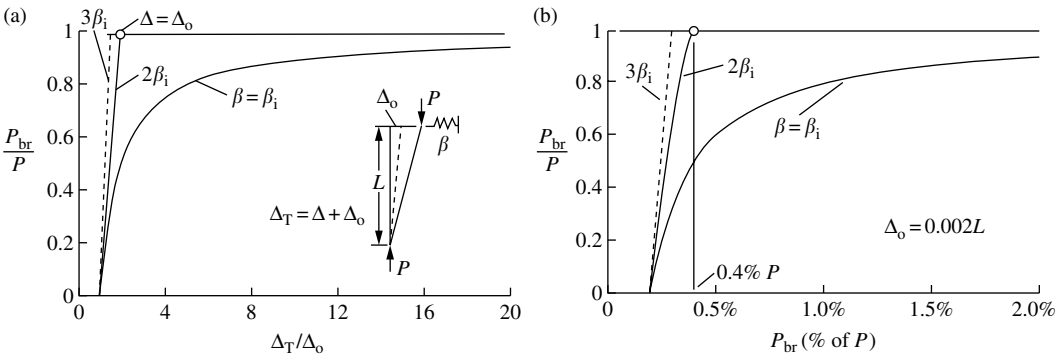 (a)
3βi
Δ = Δo
1
0.8
0.6
0.4
0.2
0
Pbr
P
2βi
β = βi
Δo
P
β
L
ΔT = Δ + Δo
P
4
8
12
16
20
ΔT/Δo
(b)
1
0.8
0.6
0.4
0.2
0
Pbr
P
3βi
2βi
β = βi
Δo = 0.002L
0.4% P
0
0.5%
1.0%
1.5%
2.0%
Pbr (% of P)